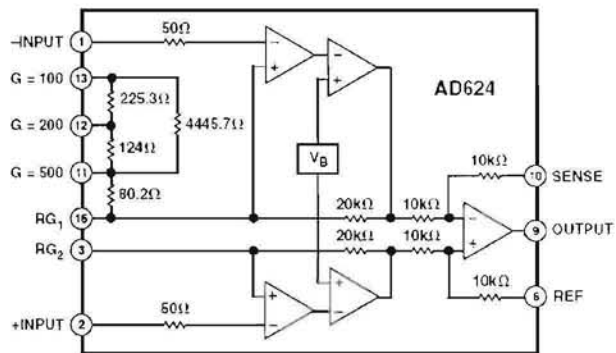 −INPUT 1 50Ω
G = 100 13
225.3Ω
AD624
G = 200 12
4445.7Ω
124Ω
VB
10kΩ
G = 500 11
10 SENSE
80.2Ω
20kΩ 10kΩ
RG1 16
9 OUTPUT
RG2 3
20kΩ 10kΩ
10kΩ
6 REF
+INPUT 2 50Ω